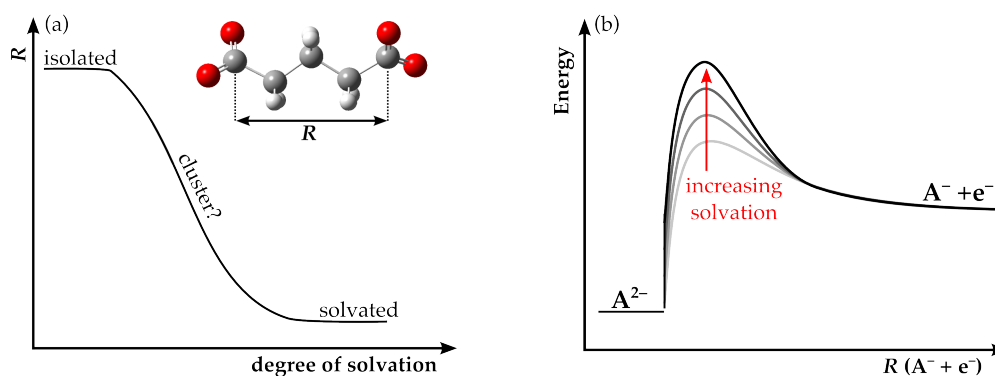 (a)
R
isolated
R
cluster?
solvated
degree of solvation
(b)
Energy
increasing
solvation
A⁻ + e⁻
A²⁻
R (A⁻ + e⁻)